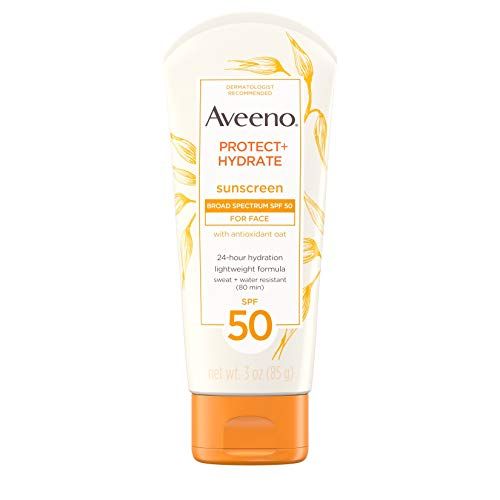 DERMATOLOGIST
RECOMMENDED
Aveeno®
PROTECT+
HYDRATE
sunscreen
BROAD SPECTRUM SPF 50
FOR FACE
with antioxidant oat
24-hour hydration
lightweight formula
sweat + water resistant
(80 min)
SPF
50
net wt. 3 oz (85 g)